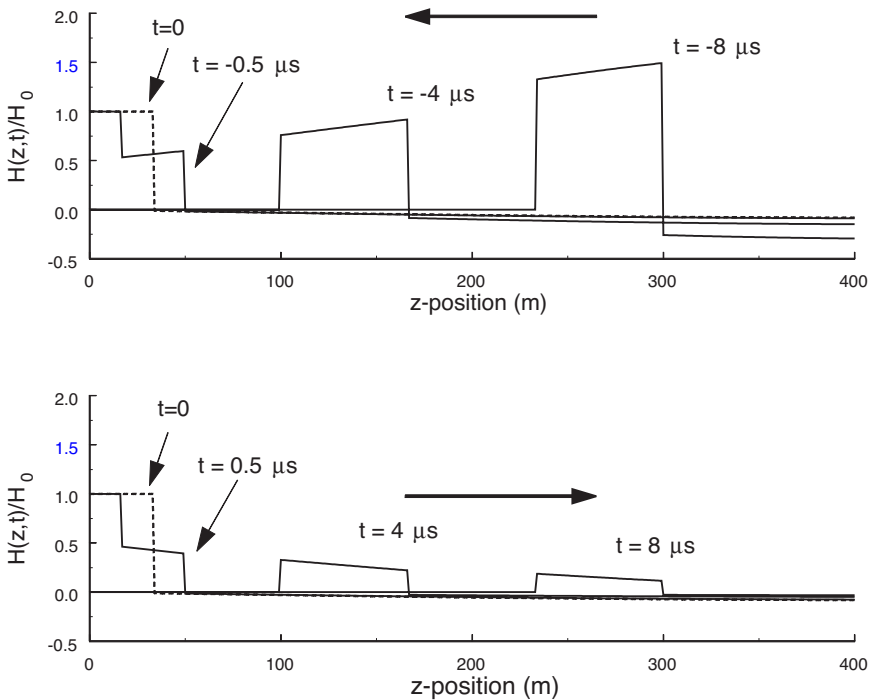 2.0
t=0
t = -8 μs
1.5
t = -0.5 μs
t = -4 μs
1.0
H(z,t)/H0
0.5
0.0
-0.5
0 100 200 300 400
z-position (m)
2.0
t=0
1.5
t = 0.5 μs
1.0
t = 4 μs
t = 8 μs
H(z,t)/H0
0.5
0.0
-0.5
0 100 200 300 400
z-position (m)